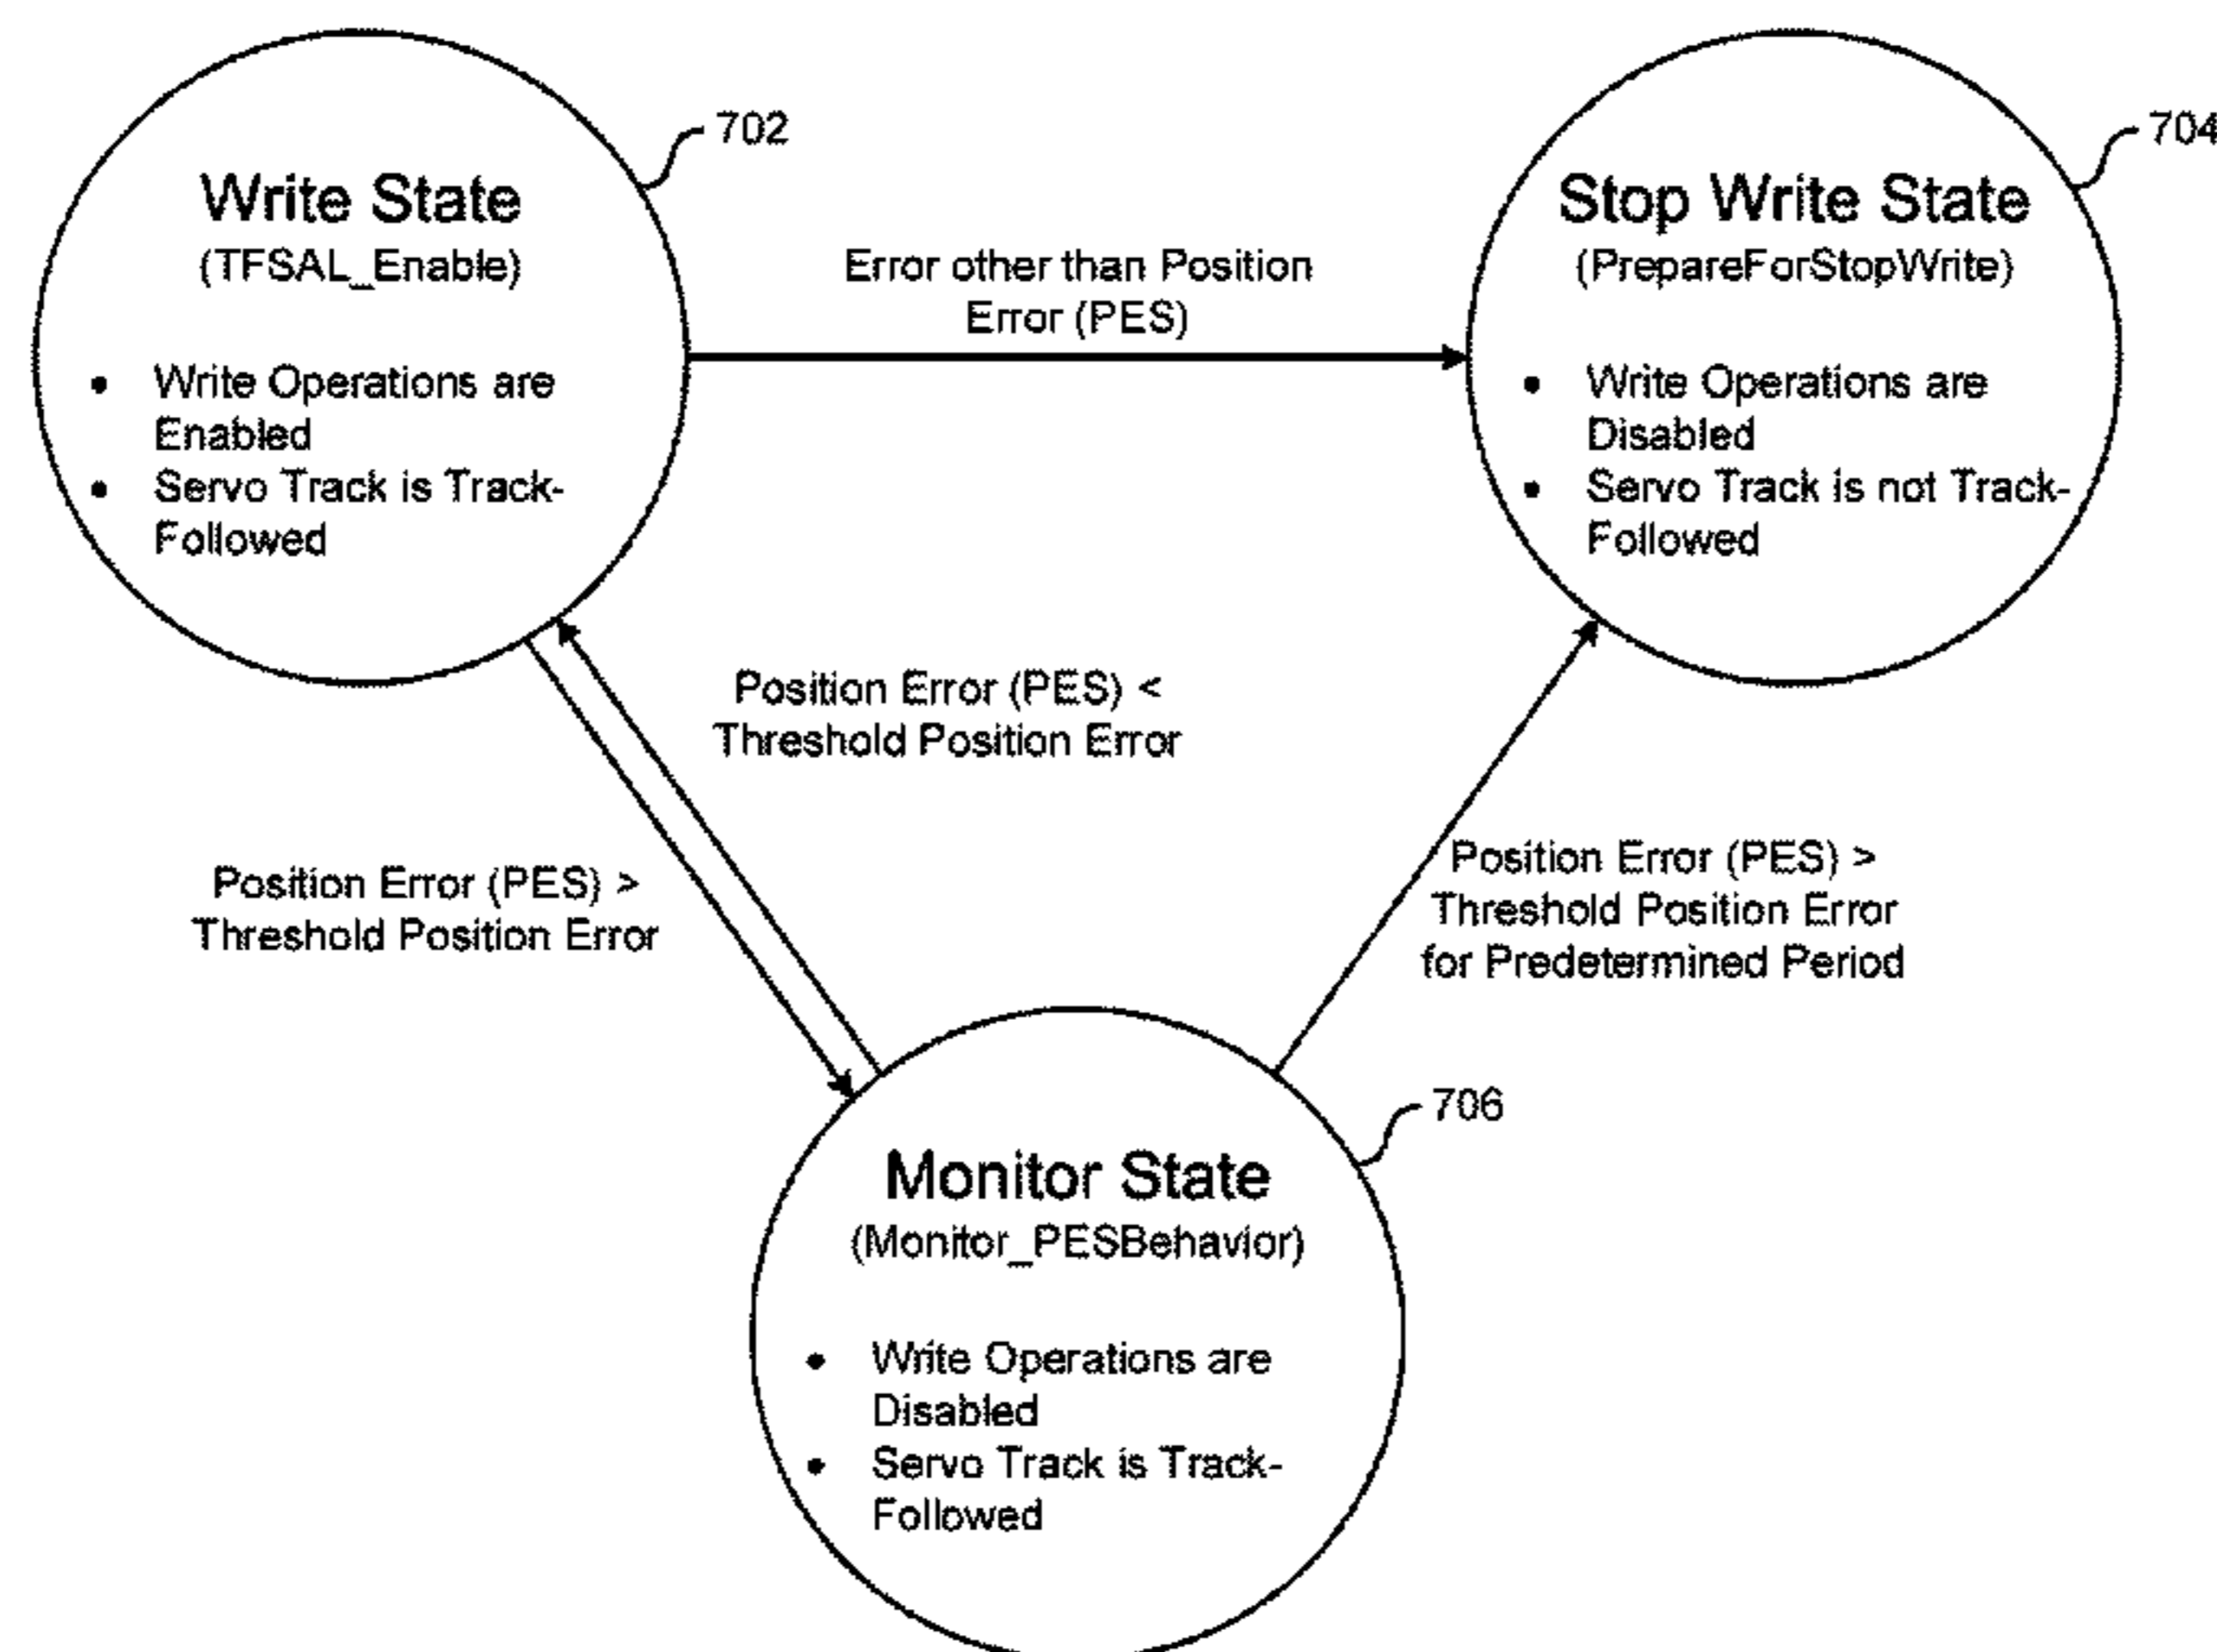 702
Write State
(TFSAL_Enable)
• Write Operations are
Enabled
• Servo Track is Track-
Followed
Error other than Position
Error (PES)
704
Stop Write State
(PrepareForStopWrite)
• Write Operations are
Disabled
• Servo Track is not Track-
Followed
Position Error (PES) <
Threshold Position Error
Position Error (PES) >
Threshold Position Error
Position Error (PES) >
Threshold Position Error
for Predetermined Period
706
Monitor State
(Monitor_PESBehavior)
• Write Operations are
Disabled
• Servo Track is Track-
Followed